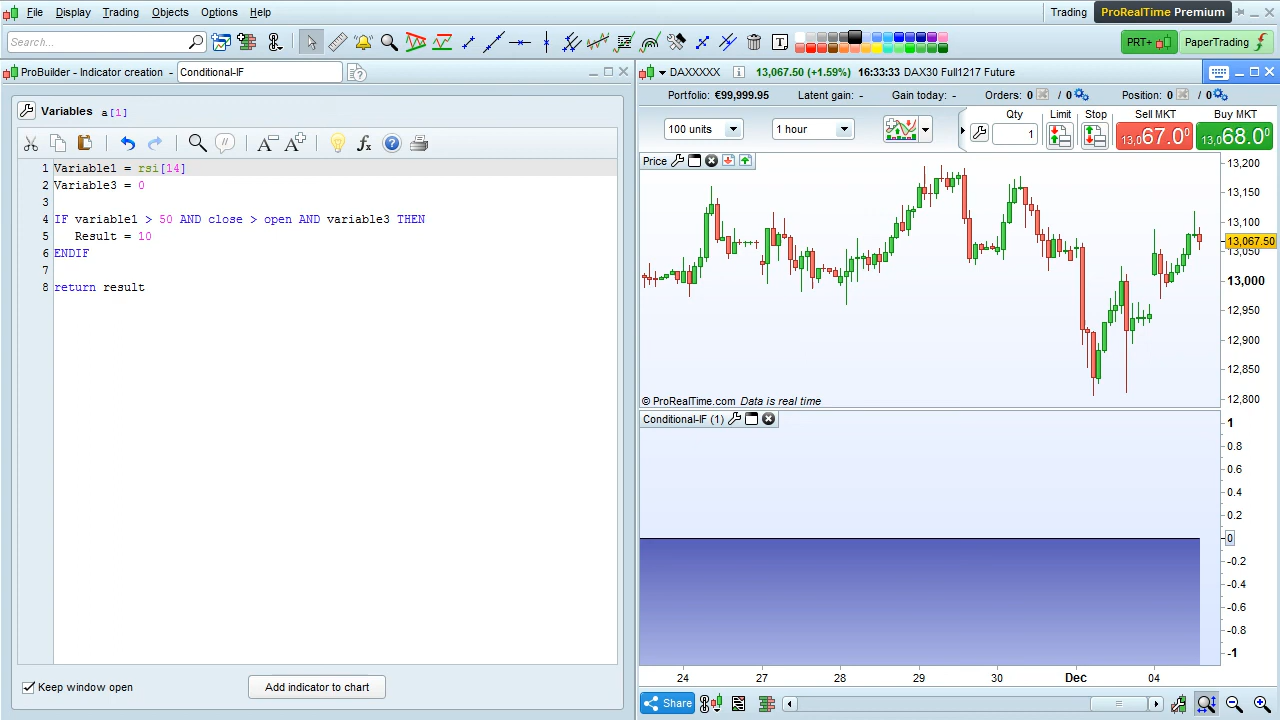 File Display Trading Objects Options Help Trading ProRealTime Premium
Search... PRT+ PaperTrading
ProBuilder - Indicator creation - Conditional-IF
DAXXXXX 13,067.50 (+1.59%) 16:33:33 DAX30 Full1217 Future
Portfolio: €99,999.95 Latent gain: - Gain today: - Orders: 0 / 0 Position: 0 / 0
Variables a[1]
100 units 1 hour Qty 1 Limit Stop Sell MKT 13,067.00 Buy MKT 13,068.00
1 Variable1 = rsi[14]
2 Variable3 = 0
3
4 IF variable1 > 50 AND close > open AND variable3 THEN
5 Result = 10
6 ENDIF
7
8 return result
Price
13,200
13,150
13,100
13,067.50
13,050
13,000
12,950
12,900
12,850
12,800
© ProRealTime.com Data is real time
Conditional-IF (1)
1
0.8
0.6
0.4
0.2
0
-0.2
-0.4
-0.6
-0.8
-1
24 27 28 29 30 Dec 04
Keep window open Add indicator to chart
Share